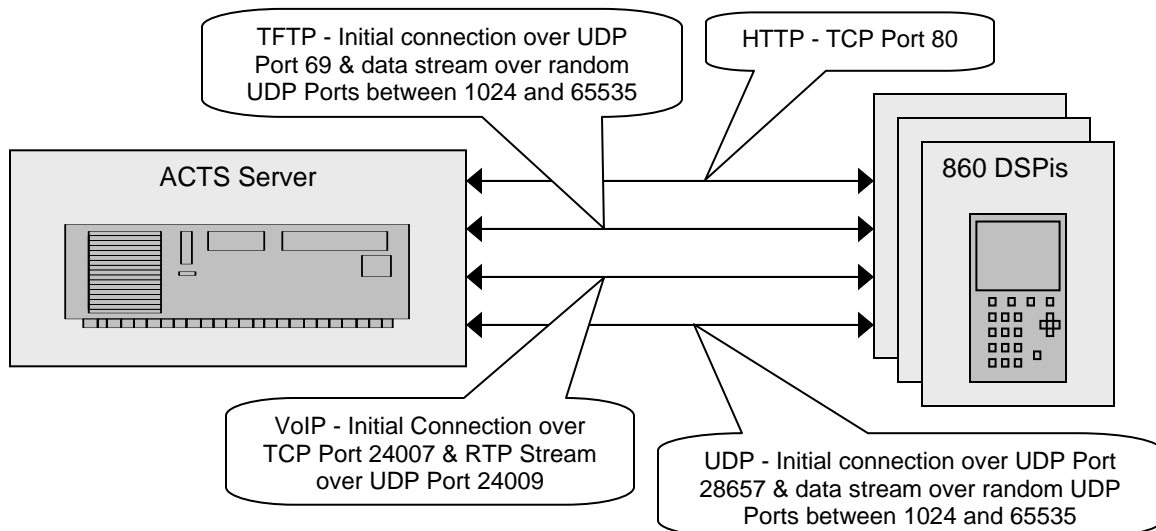 TFTP - Initial connection over UDP
Port 69 & data stream over random
UDP Ports between 1024 and 65535
HTTP - TCP Port 80
ACTS Server
860 DSPis
VoIP - Initial Connection over
TCP Port 24007 & RTP Stream
over UDP Port 24009
UDP - Initial connection over UDP Port
28657 & data stream over random UDP
Ports between 1024 and 65535